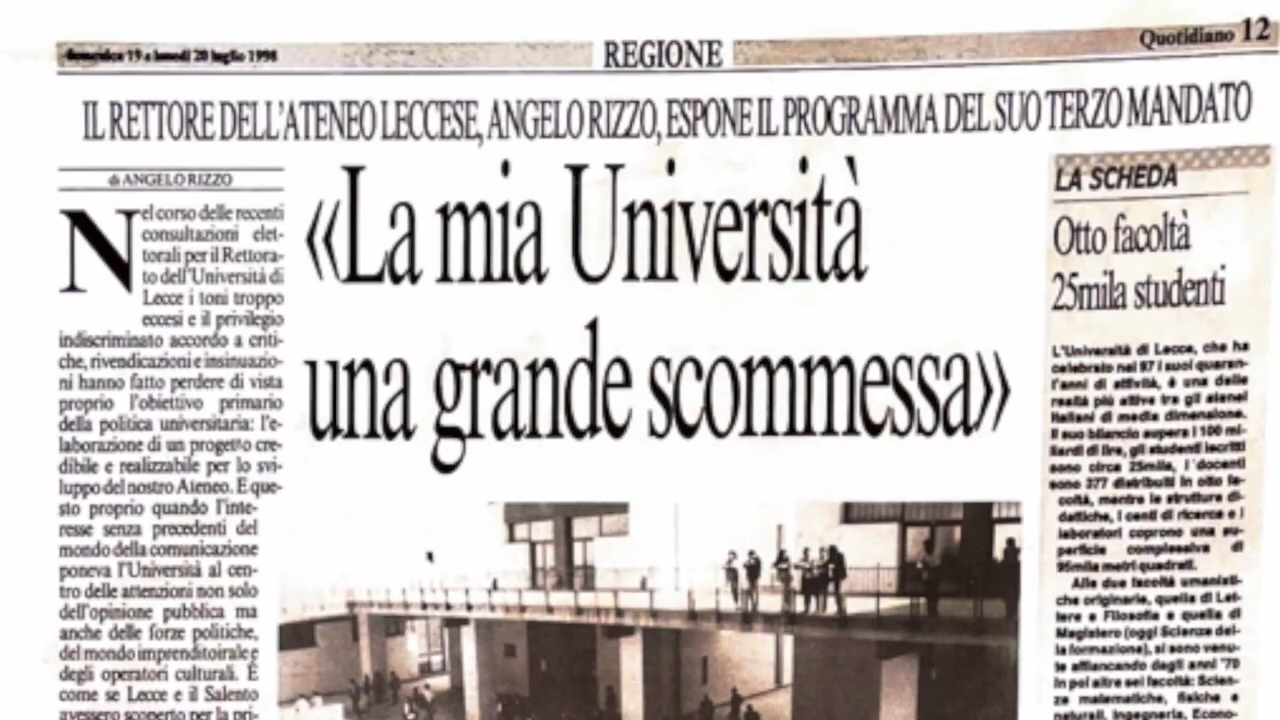 domenica 19 a lunedì 20 luglio 1998
REGIONE
Quotidiano 12
IL RETTORE DELL'ATENEO LECCESE, ANGELO RIZZO, ESPONE IL PROGRAMMA DEL SUO TERZO MANDATO
di ANGELO RIZZO
Nel corso delle recenti
consultazioni elet-
torali per il Rettora-
to dell'Università di
Lecce i toni troppo
eccesi e il privilegio
indiscriminato accordo a criti-
che, rivendicazioni e insinuazio-
ni hanno fatto perdere di vista
proprio l'obiettivo primario
della politica universitaria: l'e-
laborazione di un progetto cre-
dibile e realizzabile per lo svi-
luppo del nostro Ateneo. E que-
sto proprio quando l'inte-
resse senza precedenti del
mondo della comunicazione
poneva l'Università al cen-
tro delle attenzioni non solo
dell'opinione pubblica ma
anche delle forze politiche,
del mondo imprenditoriale e
degli operatori culturali. È
come se Lecce e il Salento
avessero scoperto per la pri-
«La mia Università
una grande scommessa»
LA SCHEDA
Otto facoltà
25mila studenti
L'Università di Lecce, che ha
celebrato nel 97 i suoi quaran-
t'anni di attività, è una delle
realtà più attive tra gli atenei
italiani di media dimensione.
Il suo bilancio supera i 100 mi-
liardi di lire, gli studenti iscritti
sono circa 25mila, i docenti
sono 377 distribuiti in otto fa-
coltà, mentre le strutture di-
dattiche, i centi di ricerca e i
laboratori coprono una su-
perficie complessiva di
95mila metri quadrati.
Alle due facoltà umanisti-
che originarie, quella di Let-
tere e Filosofia e quella di
Magistero (oggi Scienze del-
la formazione), si sono venu-
te affiancando dagli anni '70
in poi altre sei facoltà: Scien-
ze matematiche, fisiche e
naturali, Ingegneria, Econo-